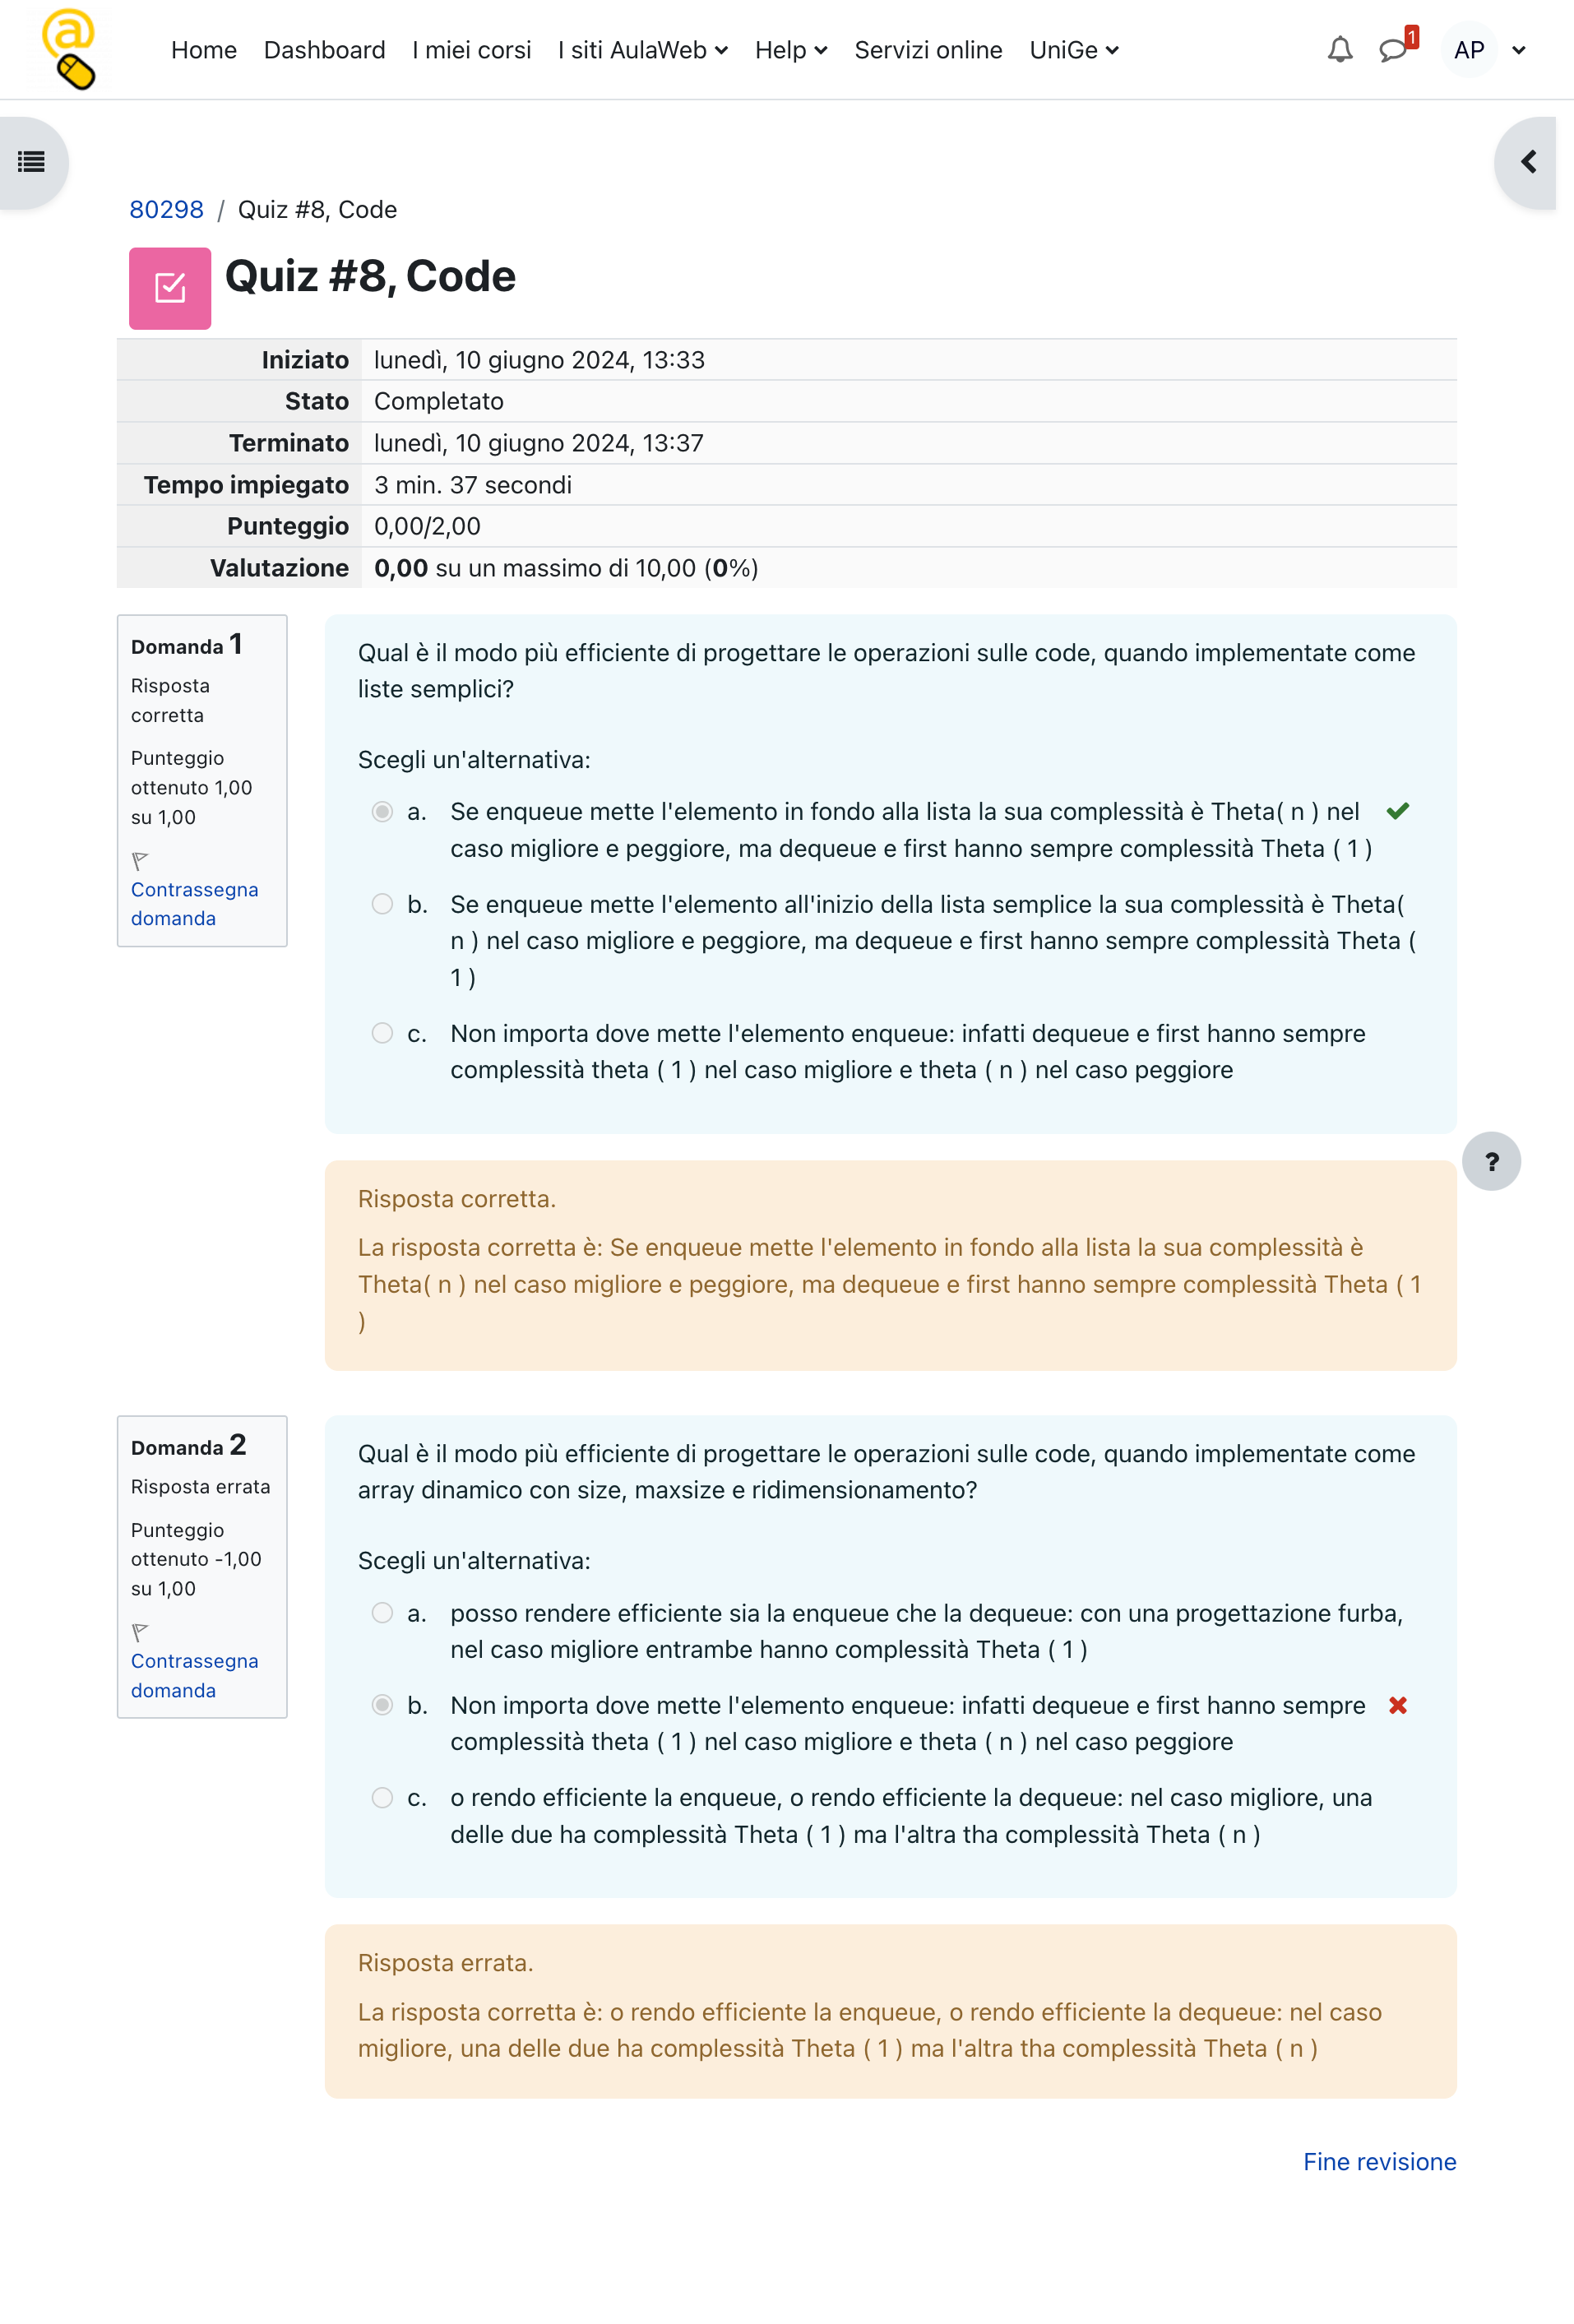 Home Dashboard I miei corsi I siti AulaWeb Help Servizi online UniGe 1 AP
80298 / Quiz #8, Code
Quiz #8, Code
Iniziato lunedì, 10 giugno 2024, 13:33
Stato Completato
Terminato lunedì, 10 giugno 2024, 13:37
Tempo impiegato 3 min. 37 secondi
Punteggio 0,00/2,00
Valutazione 0,00 su un massimo di 10,00 (0%)
Domanda 1
Risposta
corretta
Punteggio
ottenuto 1,00
su 1,00
Contrassegna
domanda
Qual è il modo più efficiente di progettare le operazioni sulle code, quando implementate come
liste semplici?
Scegli un'alternativa:
a. Se enqueue mette l'elemento in fondo alla lista la sua complessità è Theta( n ) nel
caso migliore e peggiore, ma dequeue e first hanno sempre complessità Theta ( 1 )
b. Se enqueue mette l'elemento all'inizio della lista semplice la sua complessità è Theta(
n ) nel caso migliore e peggiore, ma dequeue e first hanno sempre complessità Theta (
1 )
c. Non importa dove mette l'elemento enqueue: infatti dequeue e first hanno sempre
complessità theta ( 1 ) nel caso migliore e theta ( n ) nel caso peggiore
?
Risposta corretta.
La risposta corretta è: Se enqueue mette l'elemento in fondo alla lista la sua complessità è
Theta( n ) nel caso migliore e peggiore, ma dequeue e first hanno sempre complessità Theta ( 1
)
Domanda 2
Risposta errata
Punteggio
ottenuto -1,00
su 1,00
Contrassegna
domanda
Qual è il modo più efficiente di progettare le operazioni sulle code, quando implementate come
array dinamico con size, maxsize e ridimensionamento?
Scegli un'alternativa:
a. posso rendere efficiente sia la enqueue che la dequeue: con una progettazione furba,
nel caso migliore entrambe hanno complessità Theta ( 1 )
b. Non importa dove mette l'elemento enqueue: infatti dequeue e first hanno sempre
complessità theta ( 1 ) nel caso migliore e theta ( n ) nel caso peggiore
c. o rendo efficiente la enqueue, o rendo efficiente la dequeue: nel caso migliore, una
delle due ha complessità Theta ( 1 ) ma l'altra tha complessità Theta ( n )
Risposta errata.
La risposta corretta è: o rendo efficiente la enqueue, o rendo efficiente la dequeue: nel caso
migliore, una delle due ha complessità Theta ( 1 ) ma l'altra tha complessità Theta ( n )
Fine revisione